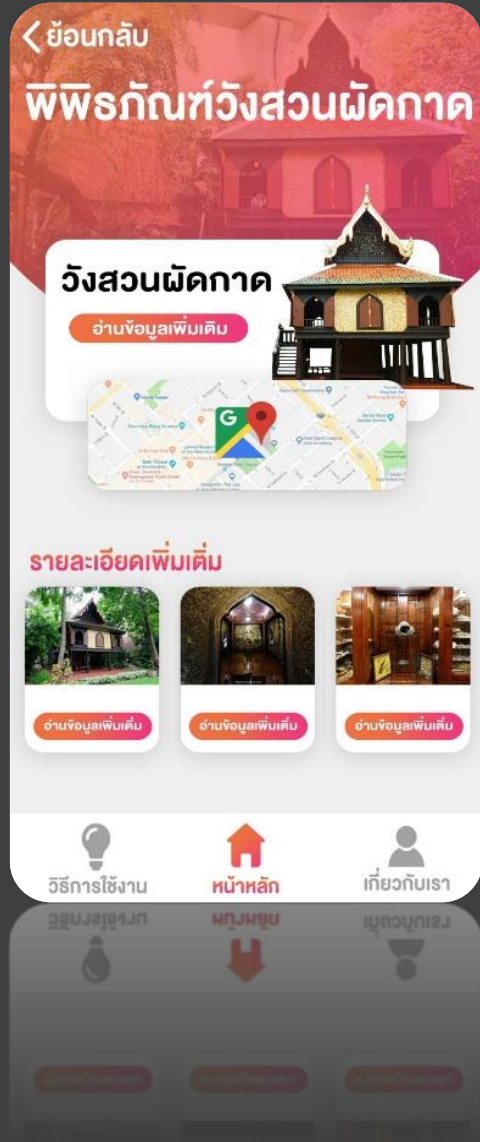 ย้อนกลับ
พิพิธภัณฑ์วังสวนผัดกาด
วังสวนผัดกาด
อ่านข้อมูลเพิ่มเติม
G
รายละเอียดเพิ่มเติ่ม
อ่านข้อมูลเพิ่มเติ่ม
อ่านข้อมูลเพิ่มเติ่ม
อ่านข้อมูลเพิ่มเติ่ม
วิธีการใช้งาน
หน้าหลัก
เกี่ยวกับเรา